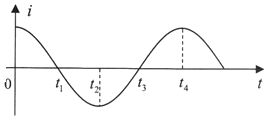 i
0 t₁ t₂ t₃ t₄ t